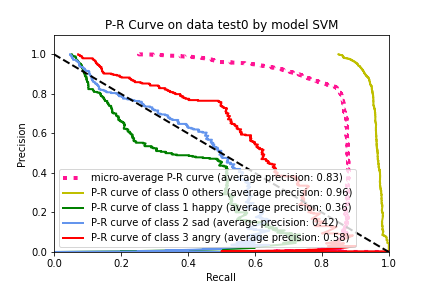 P-R Curve on data test0 by model SVM
1.0
0.8
0.6
0.4
0.2
0.0
Precision
micro-average P-R curve (average precision: 0.83)
P-R curve of class 0 others (average precision: 0.96)
P-R curve of class 1 happy (average precision: 0.36)
P-R curve of class 2 sad (average precision: 0.42)
P-R curve of class 3 angry (average precision: 0.58)
0.0 0.2 0.4 0.6 0.8 1.0
Recall